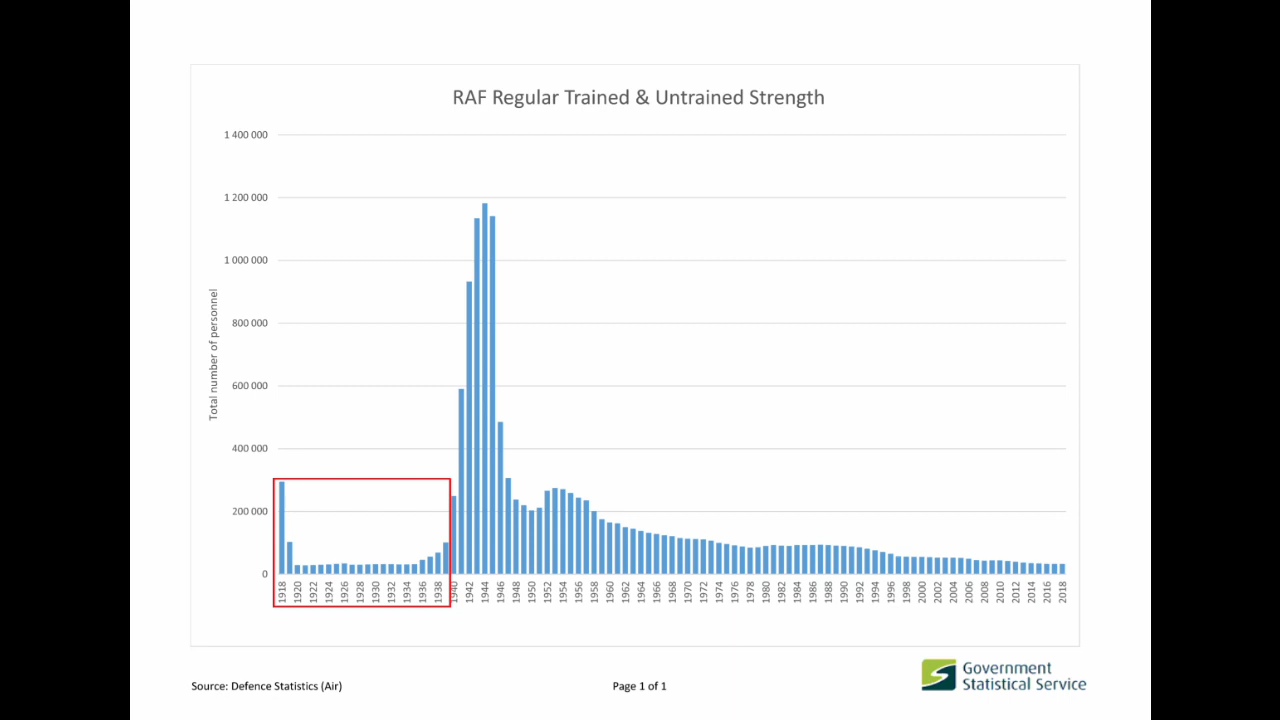 RAF Regular Trained & Untrained Strength
1 400 000
1 200 000
1 000 000
800 000
600 000
400 000
200 000
0
Total number of personnel
1918 1920 1922 1924 1926 1928 1930 1932 1934 1936 1938 1940 1942 1944 1946 1948 1950 1952 1954 1956 1958 1960 1962 1964 1966 1968 1970 1972 1974 1976 1978 1980 1982 1984 1986 1988 1990 1992 1994 1996 1998 2000 2002 2004 2006 2008 2010 2012 2014 2016 2018
Source: Defence Statistics (Air)
Page 1 of 1
Government
Statistical Service